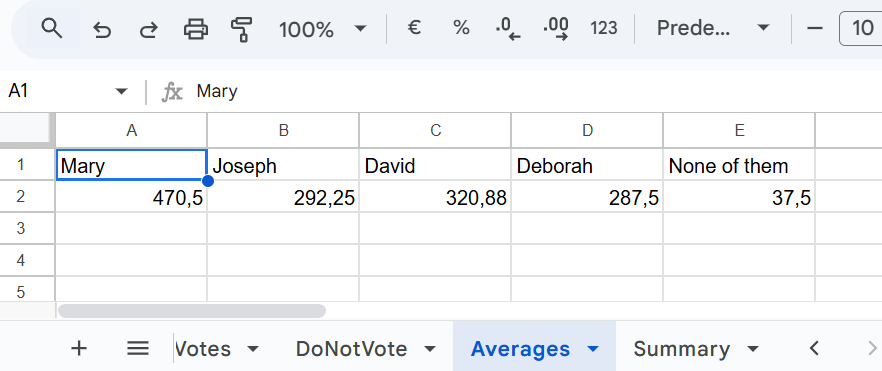 100% € % .0 .00 123 Prede... 10
A1 Mary
A B C D E
1 Mary Joseph David Deborah None of them
2 470,5 292,25 320,88 287,5 37,5
3
4
5
Votes DoNotVote Averages Summary